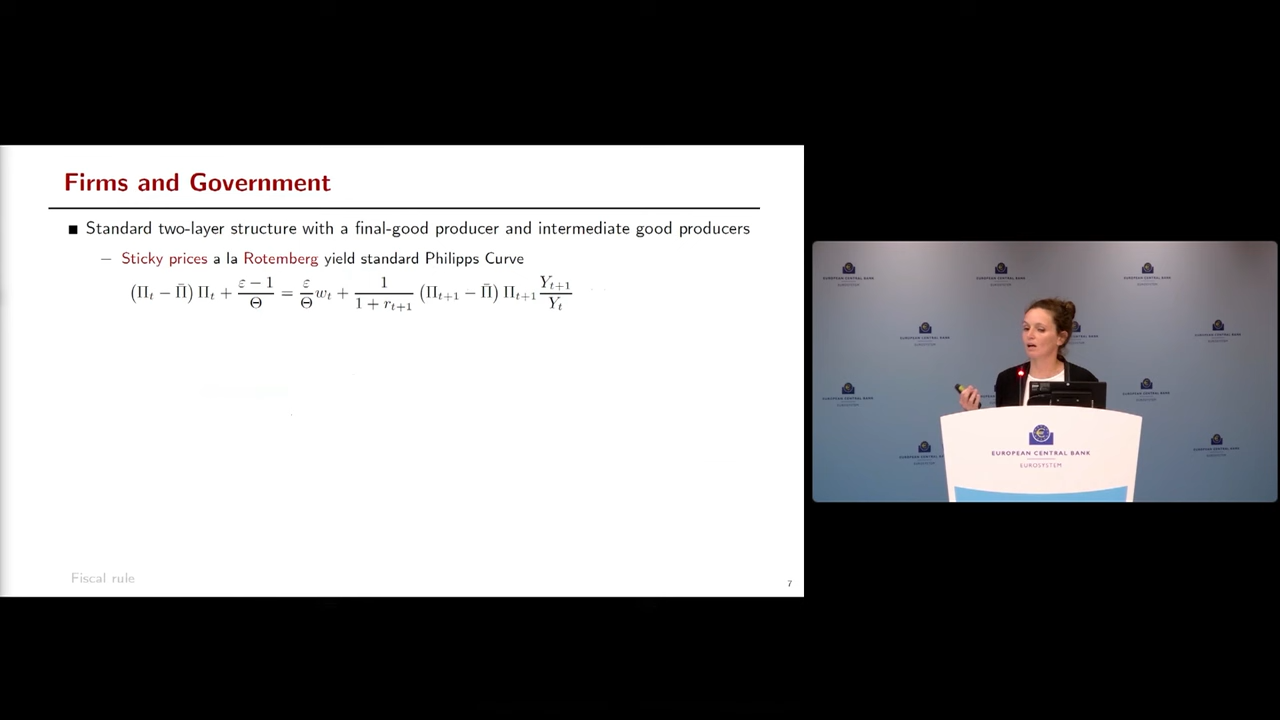 Firms and Government
■ Standard two-layer structure with a final-good producer and intermediate good producers
– Sticky prices a la Rotemberg yield standard Philipps Curve
(Π_t − Π̄) Π_t + (ε − 1)/Θ = ε/Θ w_t + 1/(1 + r_{t+1}) (Π_{t+1} − Π̄) Π_{t+1} Y_{t+1}/Y_t
Fiscal rule
7
EUROPEAN CENTRAL BANK
EUROSYSTEM